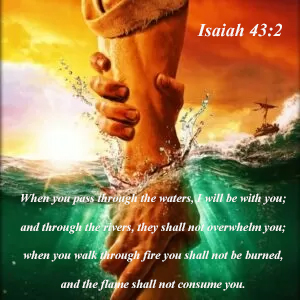 Isaiah 43:2
When you pass through the waters, I will be with you;
and through the rivers, they shall not overwhelm you;
when you walk through fire you shall not be burned,
and the flame shall not consume you.